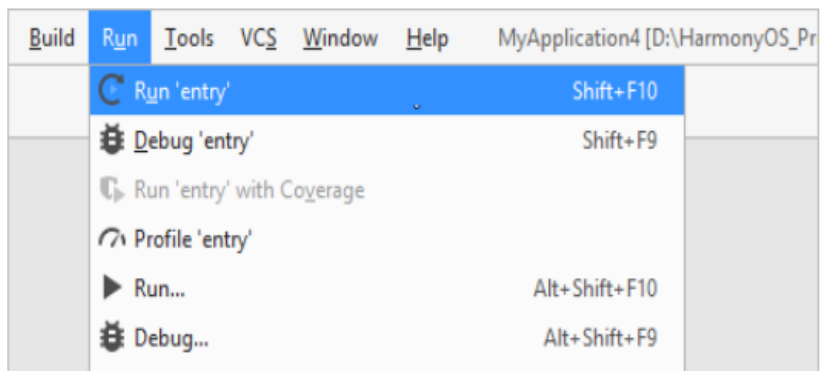 Build Run Tools VCS Window Help MyApplication4 [D:\HarmonyOS_Pr
Run 'entry' Shift+F10
Debug 'entry' Shift+F9
Run 'entry' with Coverage
Profile 'entry'
Run... Alt+Shift+F10
Debug... Alt+Shift+F9